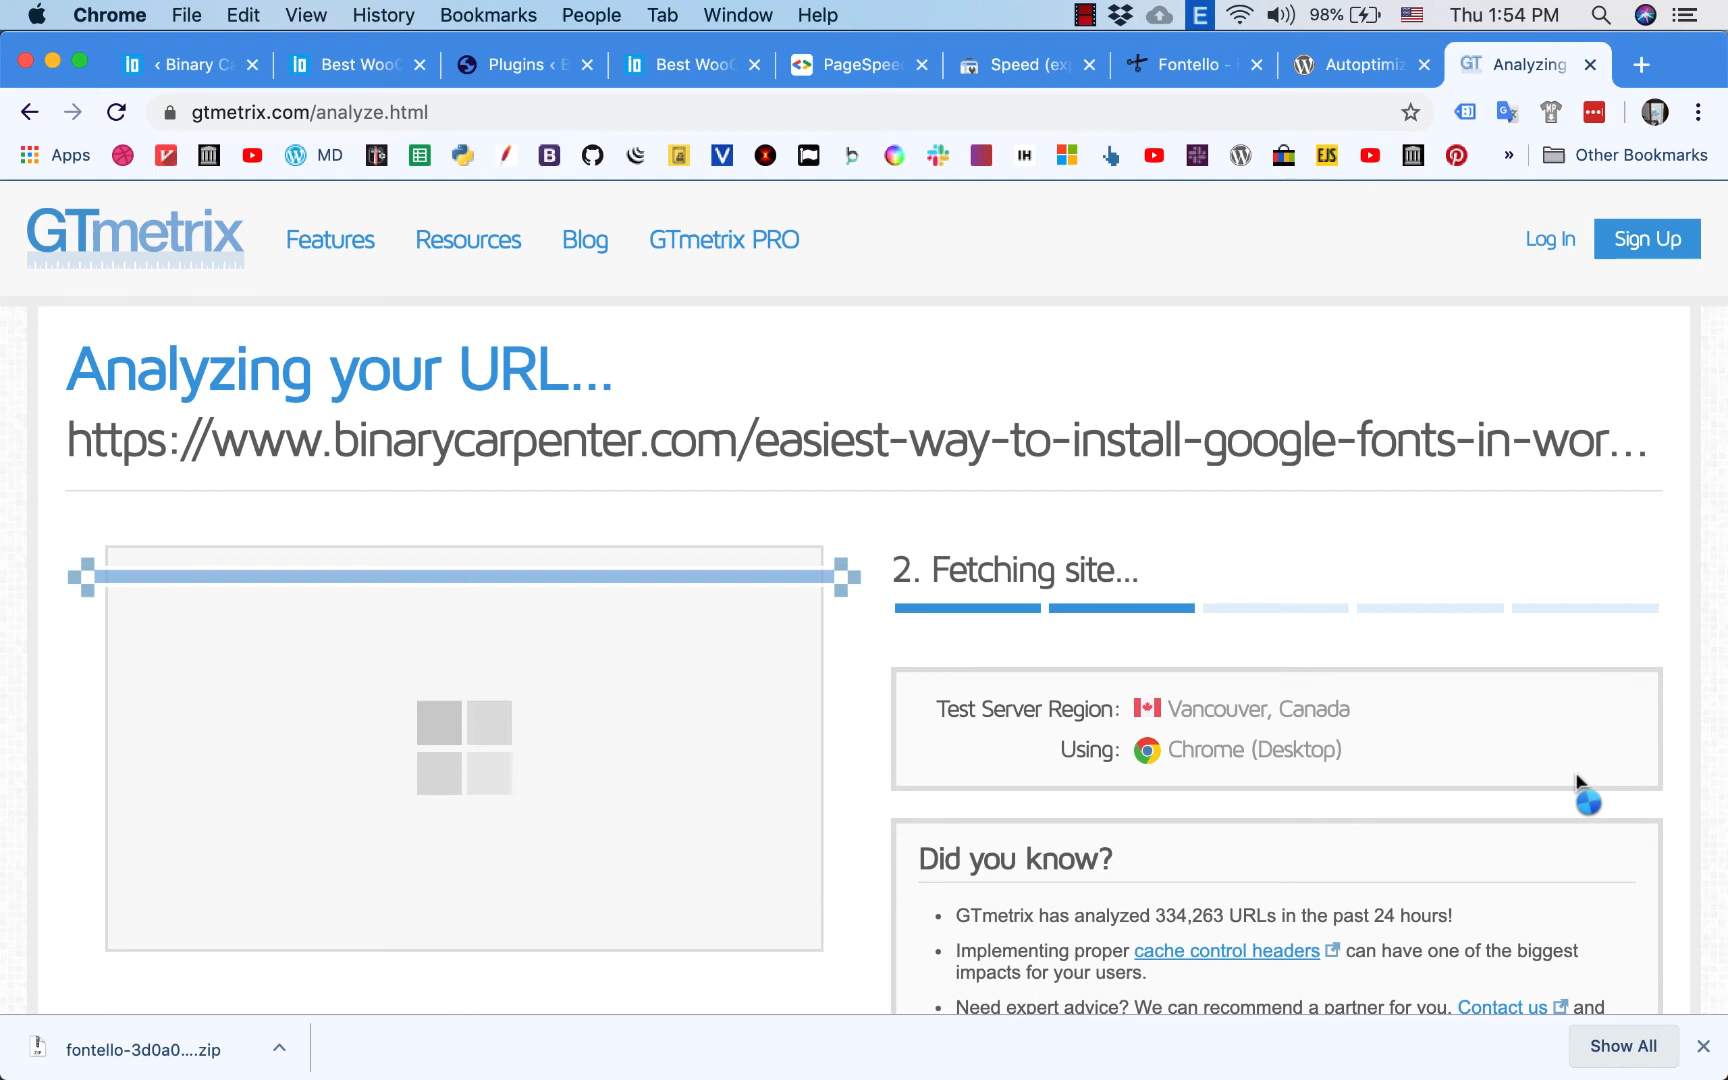 Chrome File Edit View History Bookmarks People Tab Window Help E 98% Thu 1:54 PM
‹ Binary Ca Best WooC Plugins ‹ B Best WooC PageSpee Speed (ex Fontello - Autoptimiz GT Analyzing
gtmetrix.com/analyze.html
Apps MD B V IH EJS » Other Bookmarks
GTmetrix Features Resources Blog GTmetrix PRO Log In Sign Up
Analyzing your URL...
https://www.binarycarpenter.com/easiest-way-to-install-google-fonts-in-wor...
2. Fetching site...
Test Server Region: Vancouver, Canada
Using: Chrome (Desktop)
Did you know?
• GTmetrix has analyzed 334,263 URLs in the past 24 hours!
• Implementing proper cache control headers can have one of the biggest
impacts for your users.
• Need expert advice? We can recommend a partner for you. Contact us and
fontello-3d0a0....zip Show All